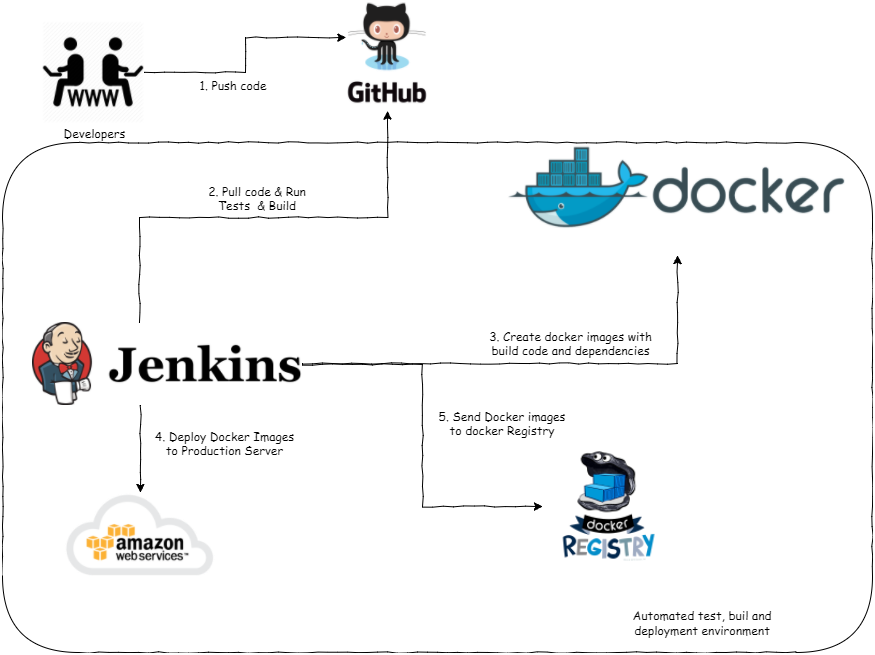 WWW
Developers
1. Push code
GitHub
2. Pull code & Run
Tests & Build
docker
Jenkins
3. Create docker images with
build code and dependencies
4. Deploy Docker Images
to Production Server
5. Send Docker images
to docker Registry
amazon
web services™
docker
REGISTRY
Automated test, buil and
deployment environment